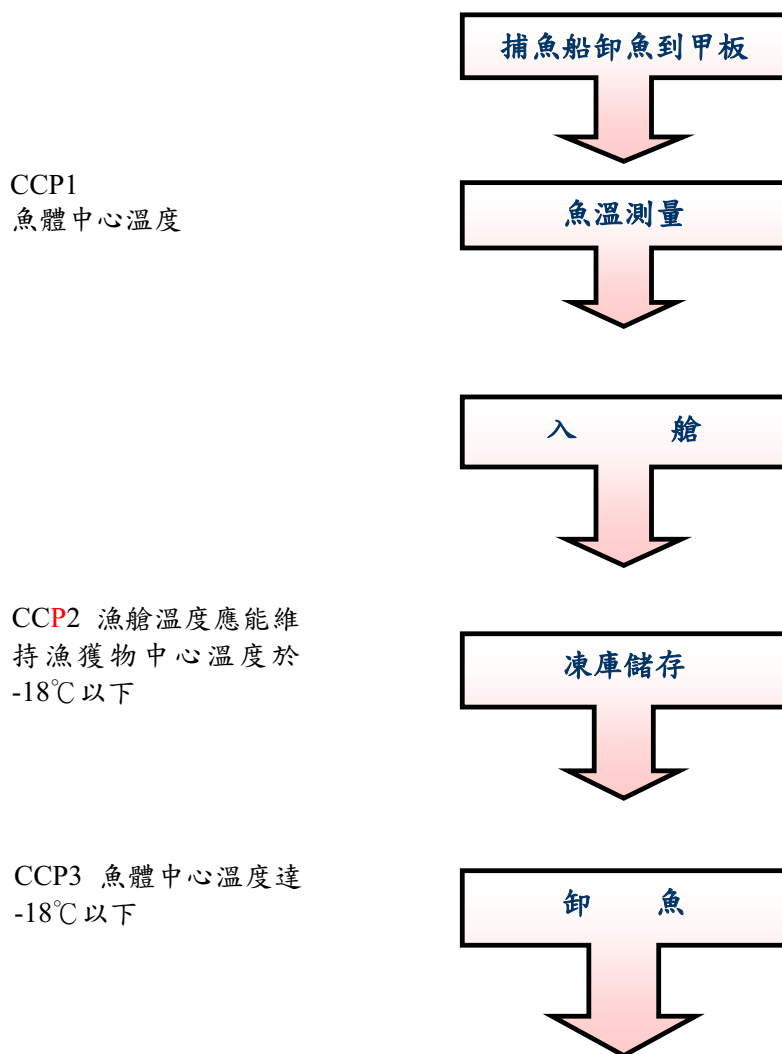 捕魚船卸魚到甲板
CCP1
魚體中心溫度
魚溫測量
入 艙
CCP2 漁艙溫度應能維
持漁獲物中心溫度於
-18℃以下
凍庫儲存
CCP3 魚體中心溫度達
-18℃以下
卸 魚